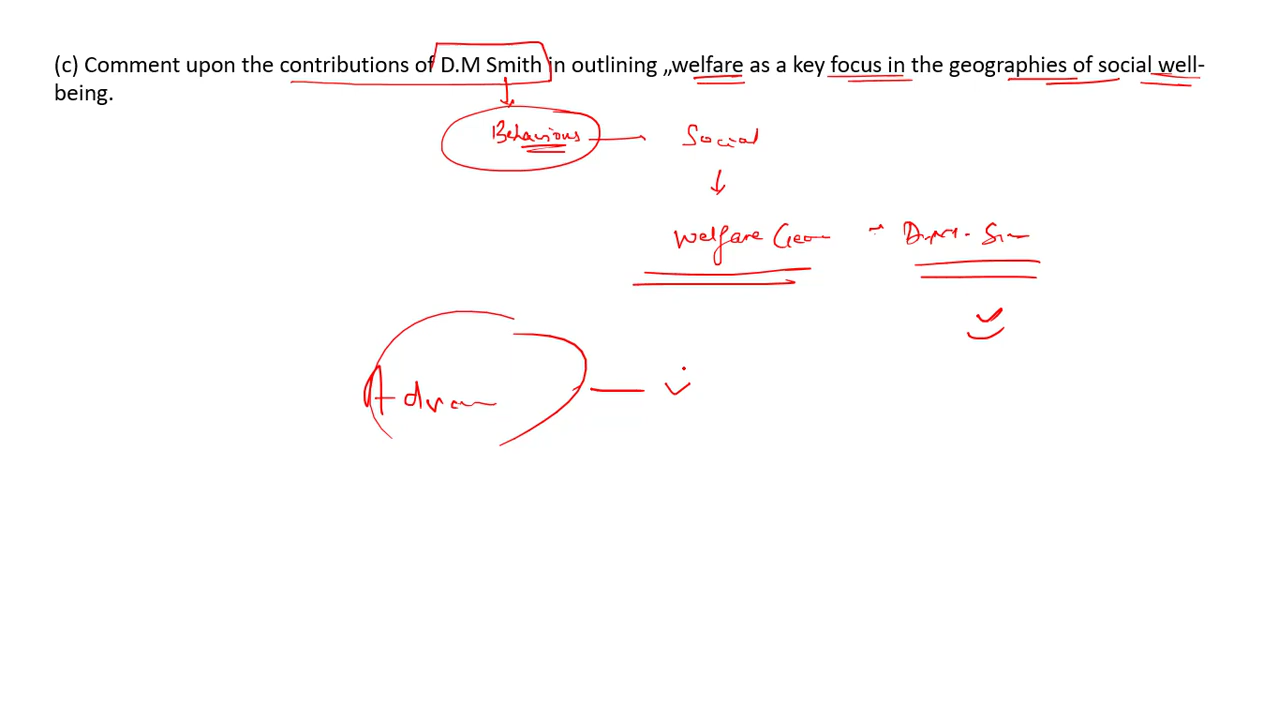 (c) Comment upon the contributions of D.M Smith in outlining „welfare as a key focus in the geographies of social well-
being.
Behavious
Social
Welfare Geo